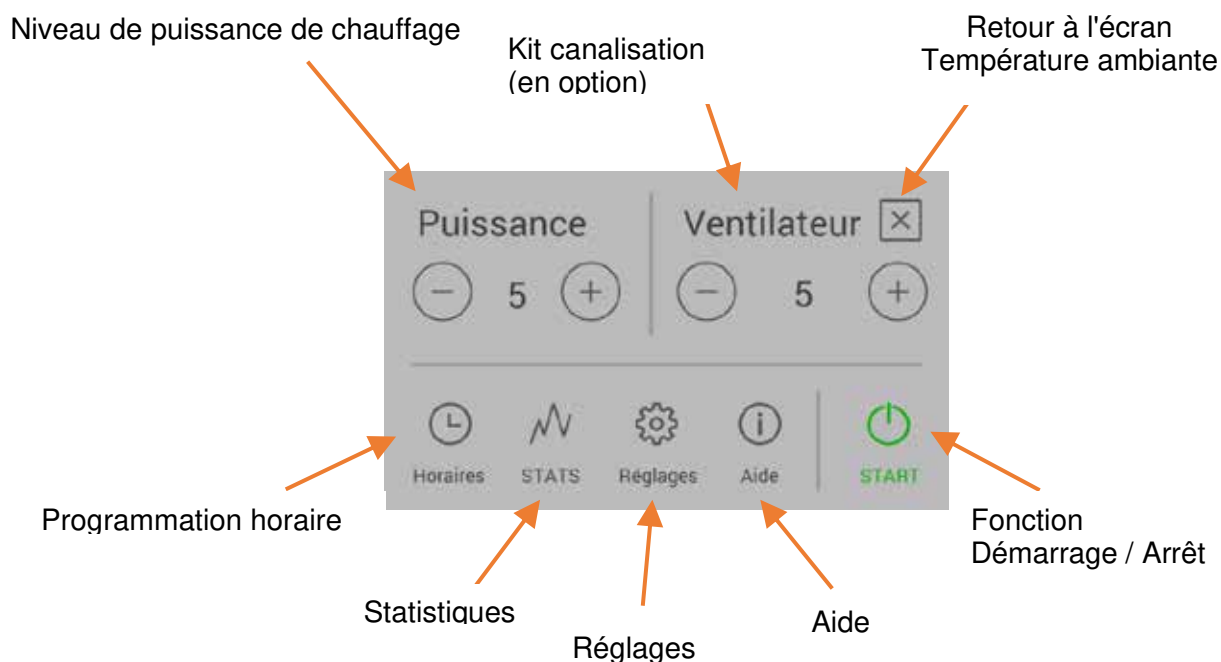 Niveau de puissance de chauffage
Kit canalisation
(en option)
Retour à l'écran
Température ambiante
Puissance
Ventilateur
5
5
Horaires
STATS
Réglages
Aide
START
Programmation horaire
Statistiques
Réglages
Aide
Fonction
Démarrage / Arrêt